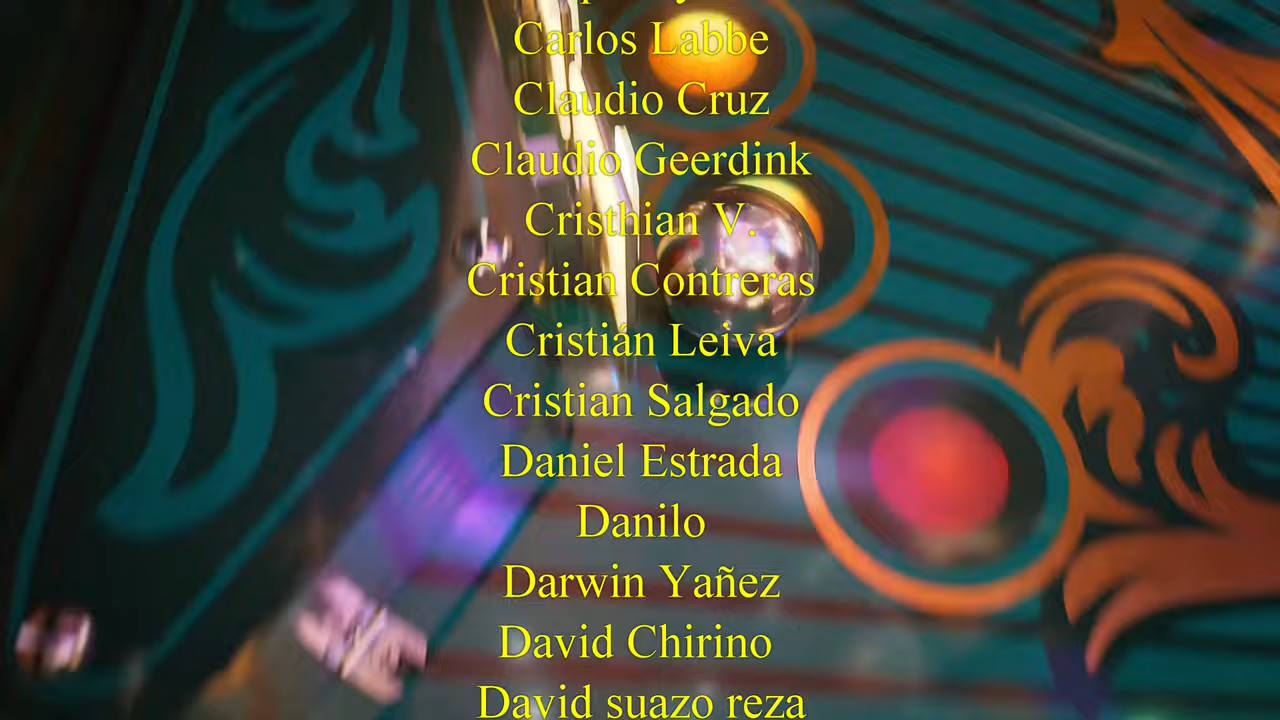 Carlos Labbe
Claudio Cruz
Claudio Geerdink
Cristhian V.
Cristian Contreras
Cristián Leiva
Cristian Salgado
Daniel Estrada
Danilo
Darwin Yañez
David Chirino
David suazo reza